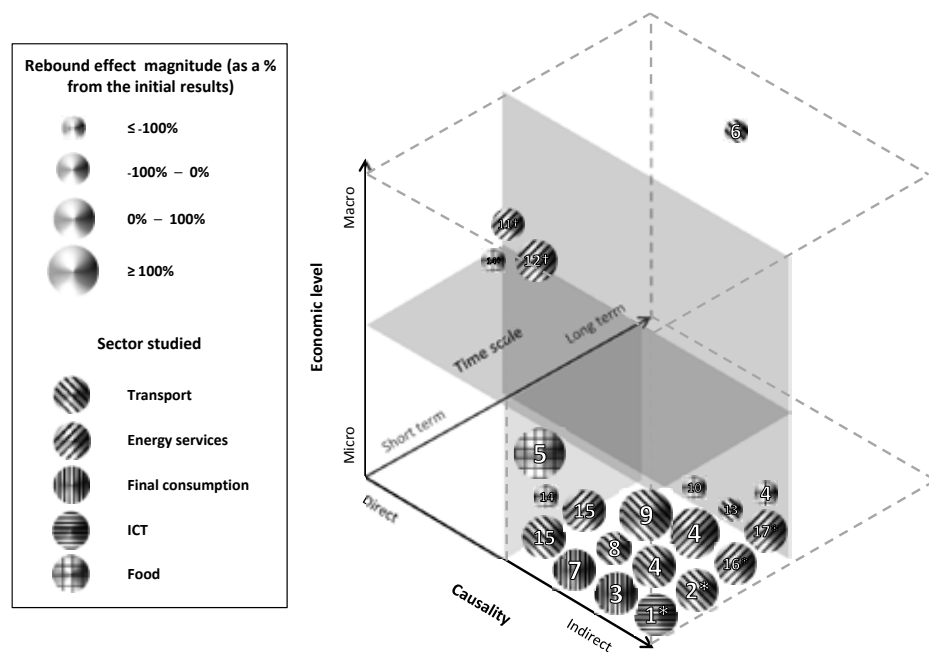 Rebound effect magnitude (as a %
from the initial results)
≤ -100%
-100% – 0%
0% – 100%
≥ 100%
Sector studied
Transport
Energy services
Final consumption
ICT
Food
Economic level
Macro
Micro
Time scale
Short term
Long term
Causality
Direct
Indirect
6
11†
12†
5
10
4
14
13
15
9
4
17*
15
8
7
4
16*
3
2*
1*